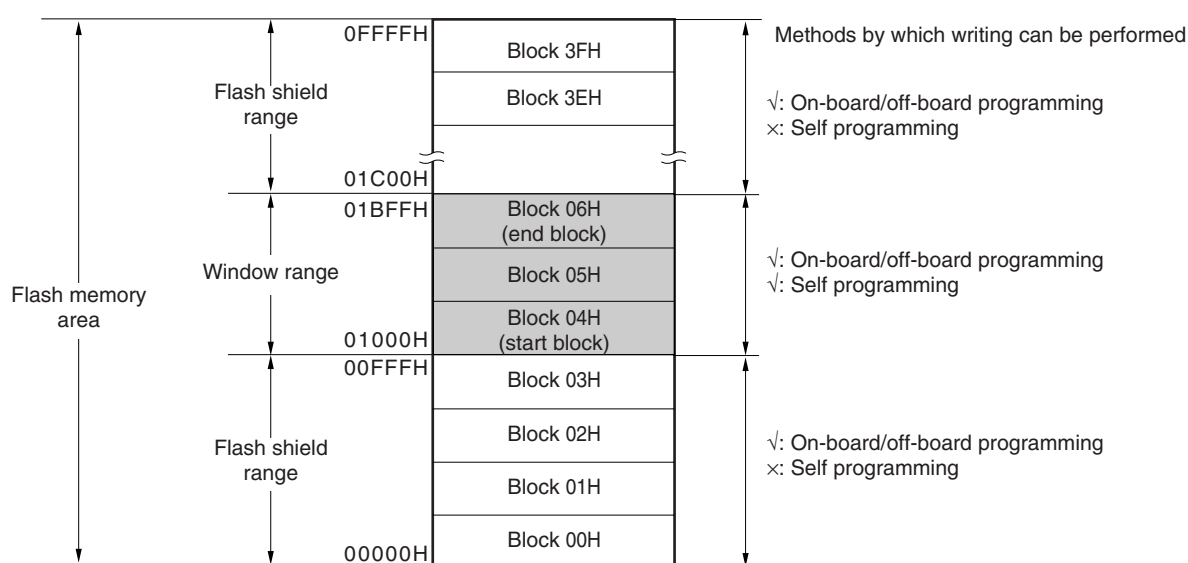 0FFFFH
Block 3FH
Methods by which writing can be performed
Flash shield
range
Block 3EH
√: On-board/off-board programming
×: Self programming
01C00H
01BFFH
Block 06H
(end block)
Window range
Block 05H
√: On-board/off-board programming
√: Self programming
Flash memory
area
Block 04H
(start block)
01000H
00FFFH
Block 03H
Flash shield
range
Block 02H
√: On-board/off-board programming
×: Self programming
Block 01H
Block 00H
00000H